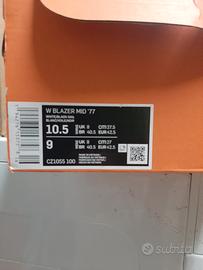 W BLAZER MID '77
WHITE/BLACK-SAIL
BLANC/VOILE/NOIR
10.5
UK 8
BR 40.5
CM 27.5
EUR 42.5
9
UK 8
BR 40.5
CM 27
EUR 42.5
CZ1055 100
subito